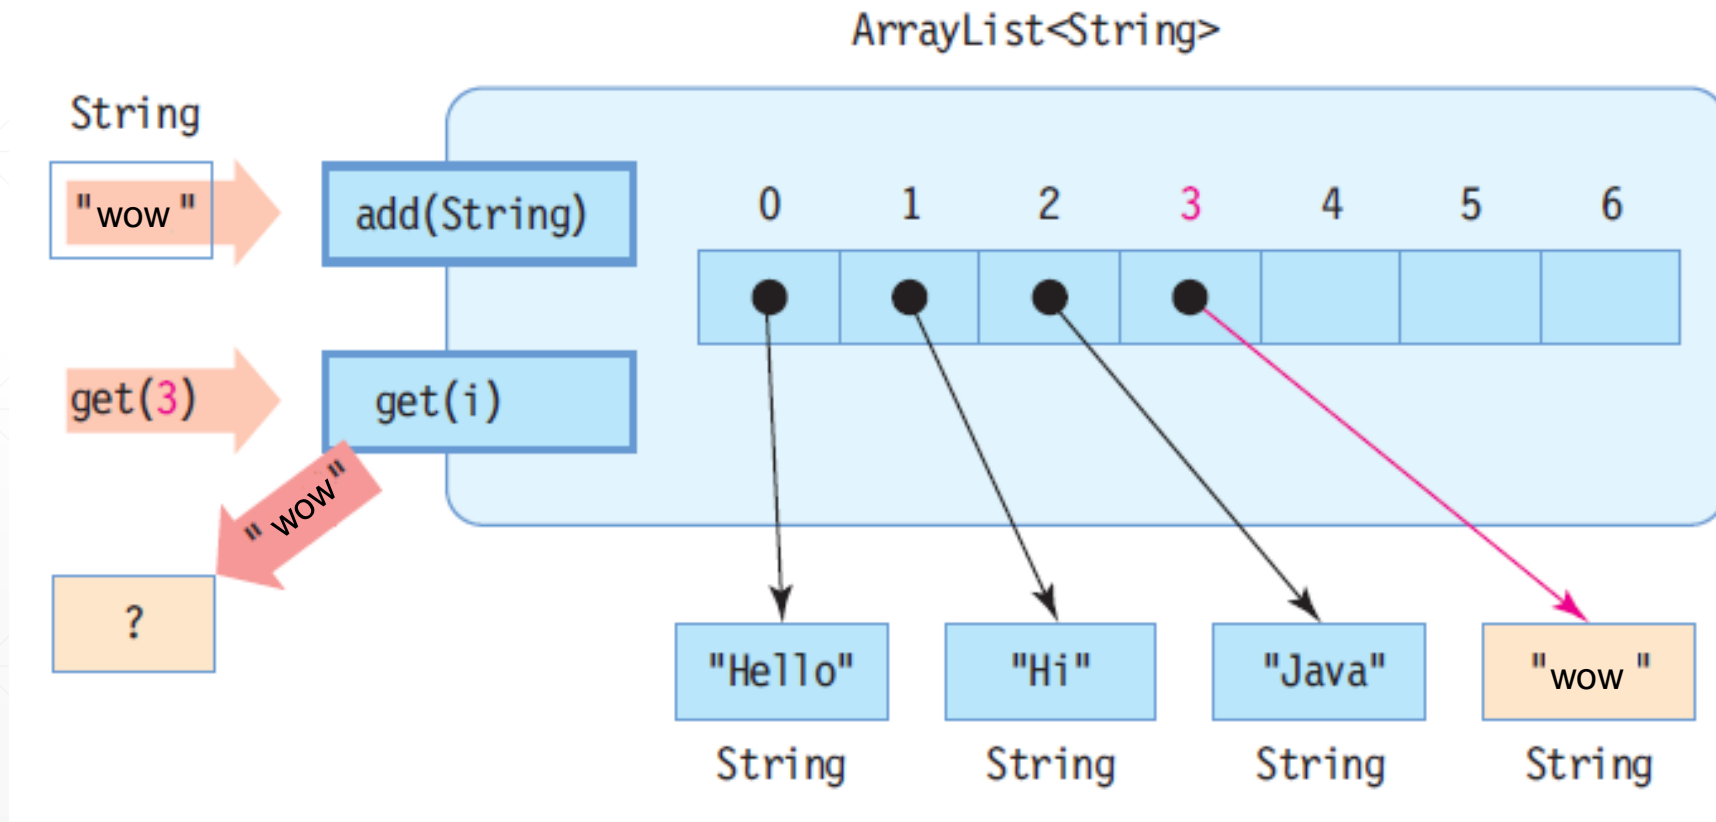 ArrayList<String>
String
"wow "
add(String)
0 1 2 3 4 5 6
get(3)
get(i)
" wow"
?
"Hello" "Hi" "Java" "wow "
String String String String